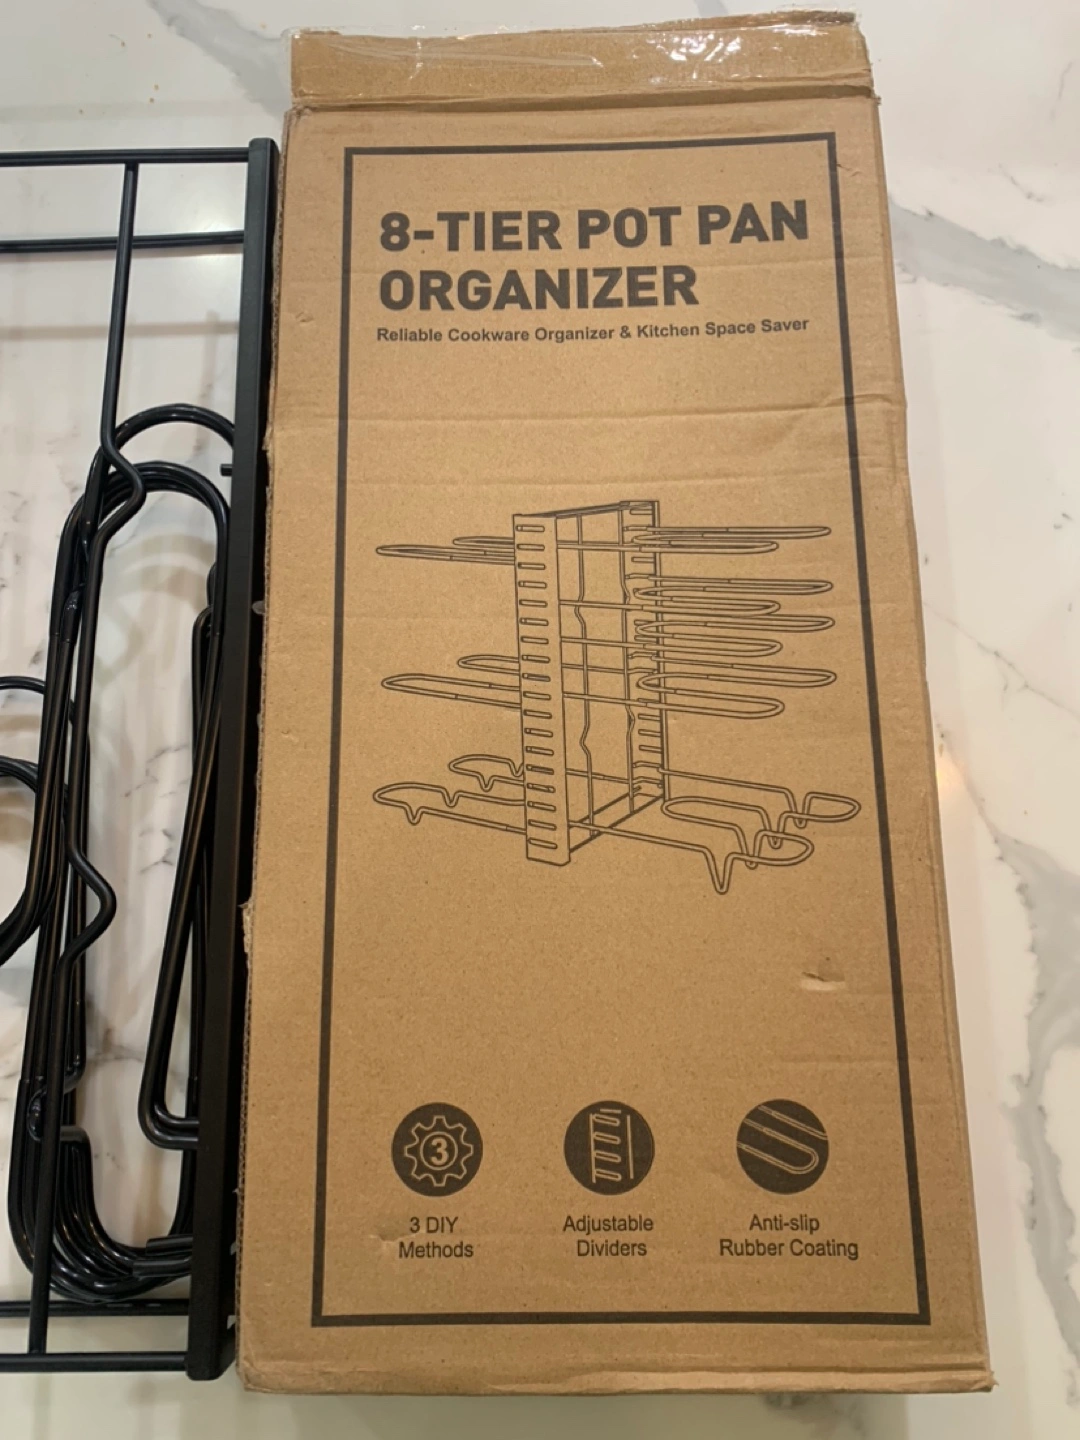 8-TIER POT PAN
ORGANIZER
Reliable Cookware Organizer & Kitchen Space Saver
3
3 DIY
Methods
Adjustable
Dividers
Anti-slip
Rubber Coating